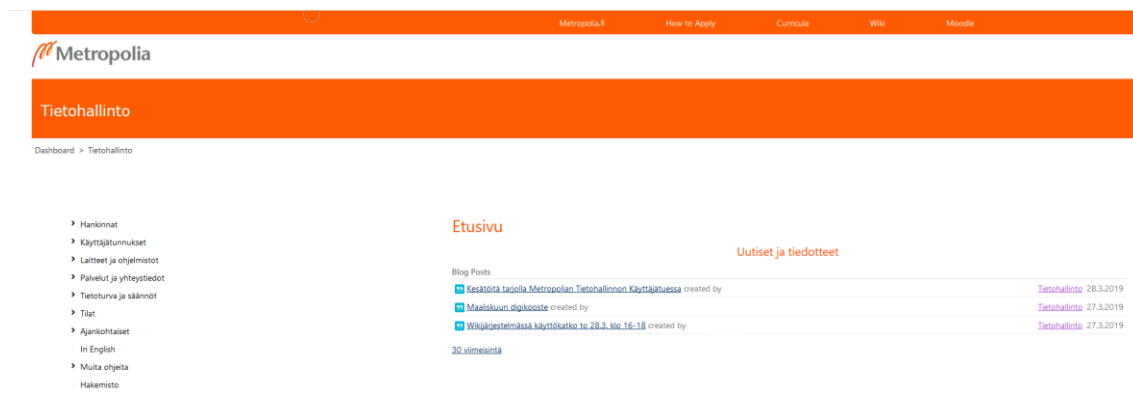 Metropolia.fi How to Apply Curricula Wiki Moodle
Metropolia
Tietohallinto
Dashboard > Tietohallinto
Hankinnat
Käyttäjätunnukset
Laitteet ja ohjelmistot
Palvelut ja yhteystiedot
Tietoturva ja säännöt
Tilat
Ajankohtaiset
In English
Muita ohjeita
Hakemisto
Etusivu
Uutiset ja tiedotteet
Blog Posts
Kesätöitä tarjolla Metropolian Tietohallinnon Käyttäjätuessa created by Tietohallinto 28.3.2019
Maaliskuun digikooste created by Tietohallinto 27.3.2019
Wikijärjestelmässä käyttökatko to 28.3. klo 16-18 created by Tietohallinto 27.3.2019
30 viimeisintä